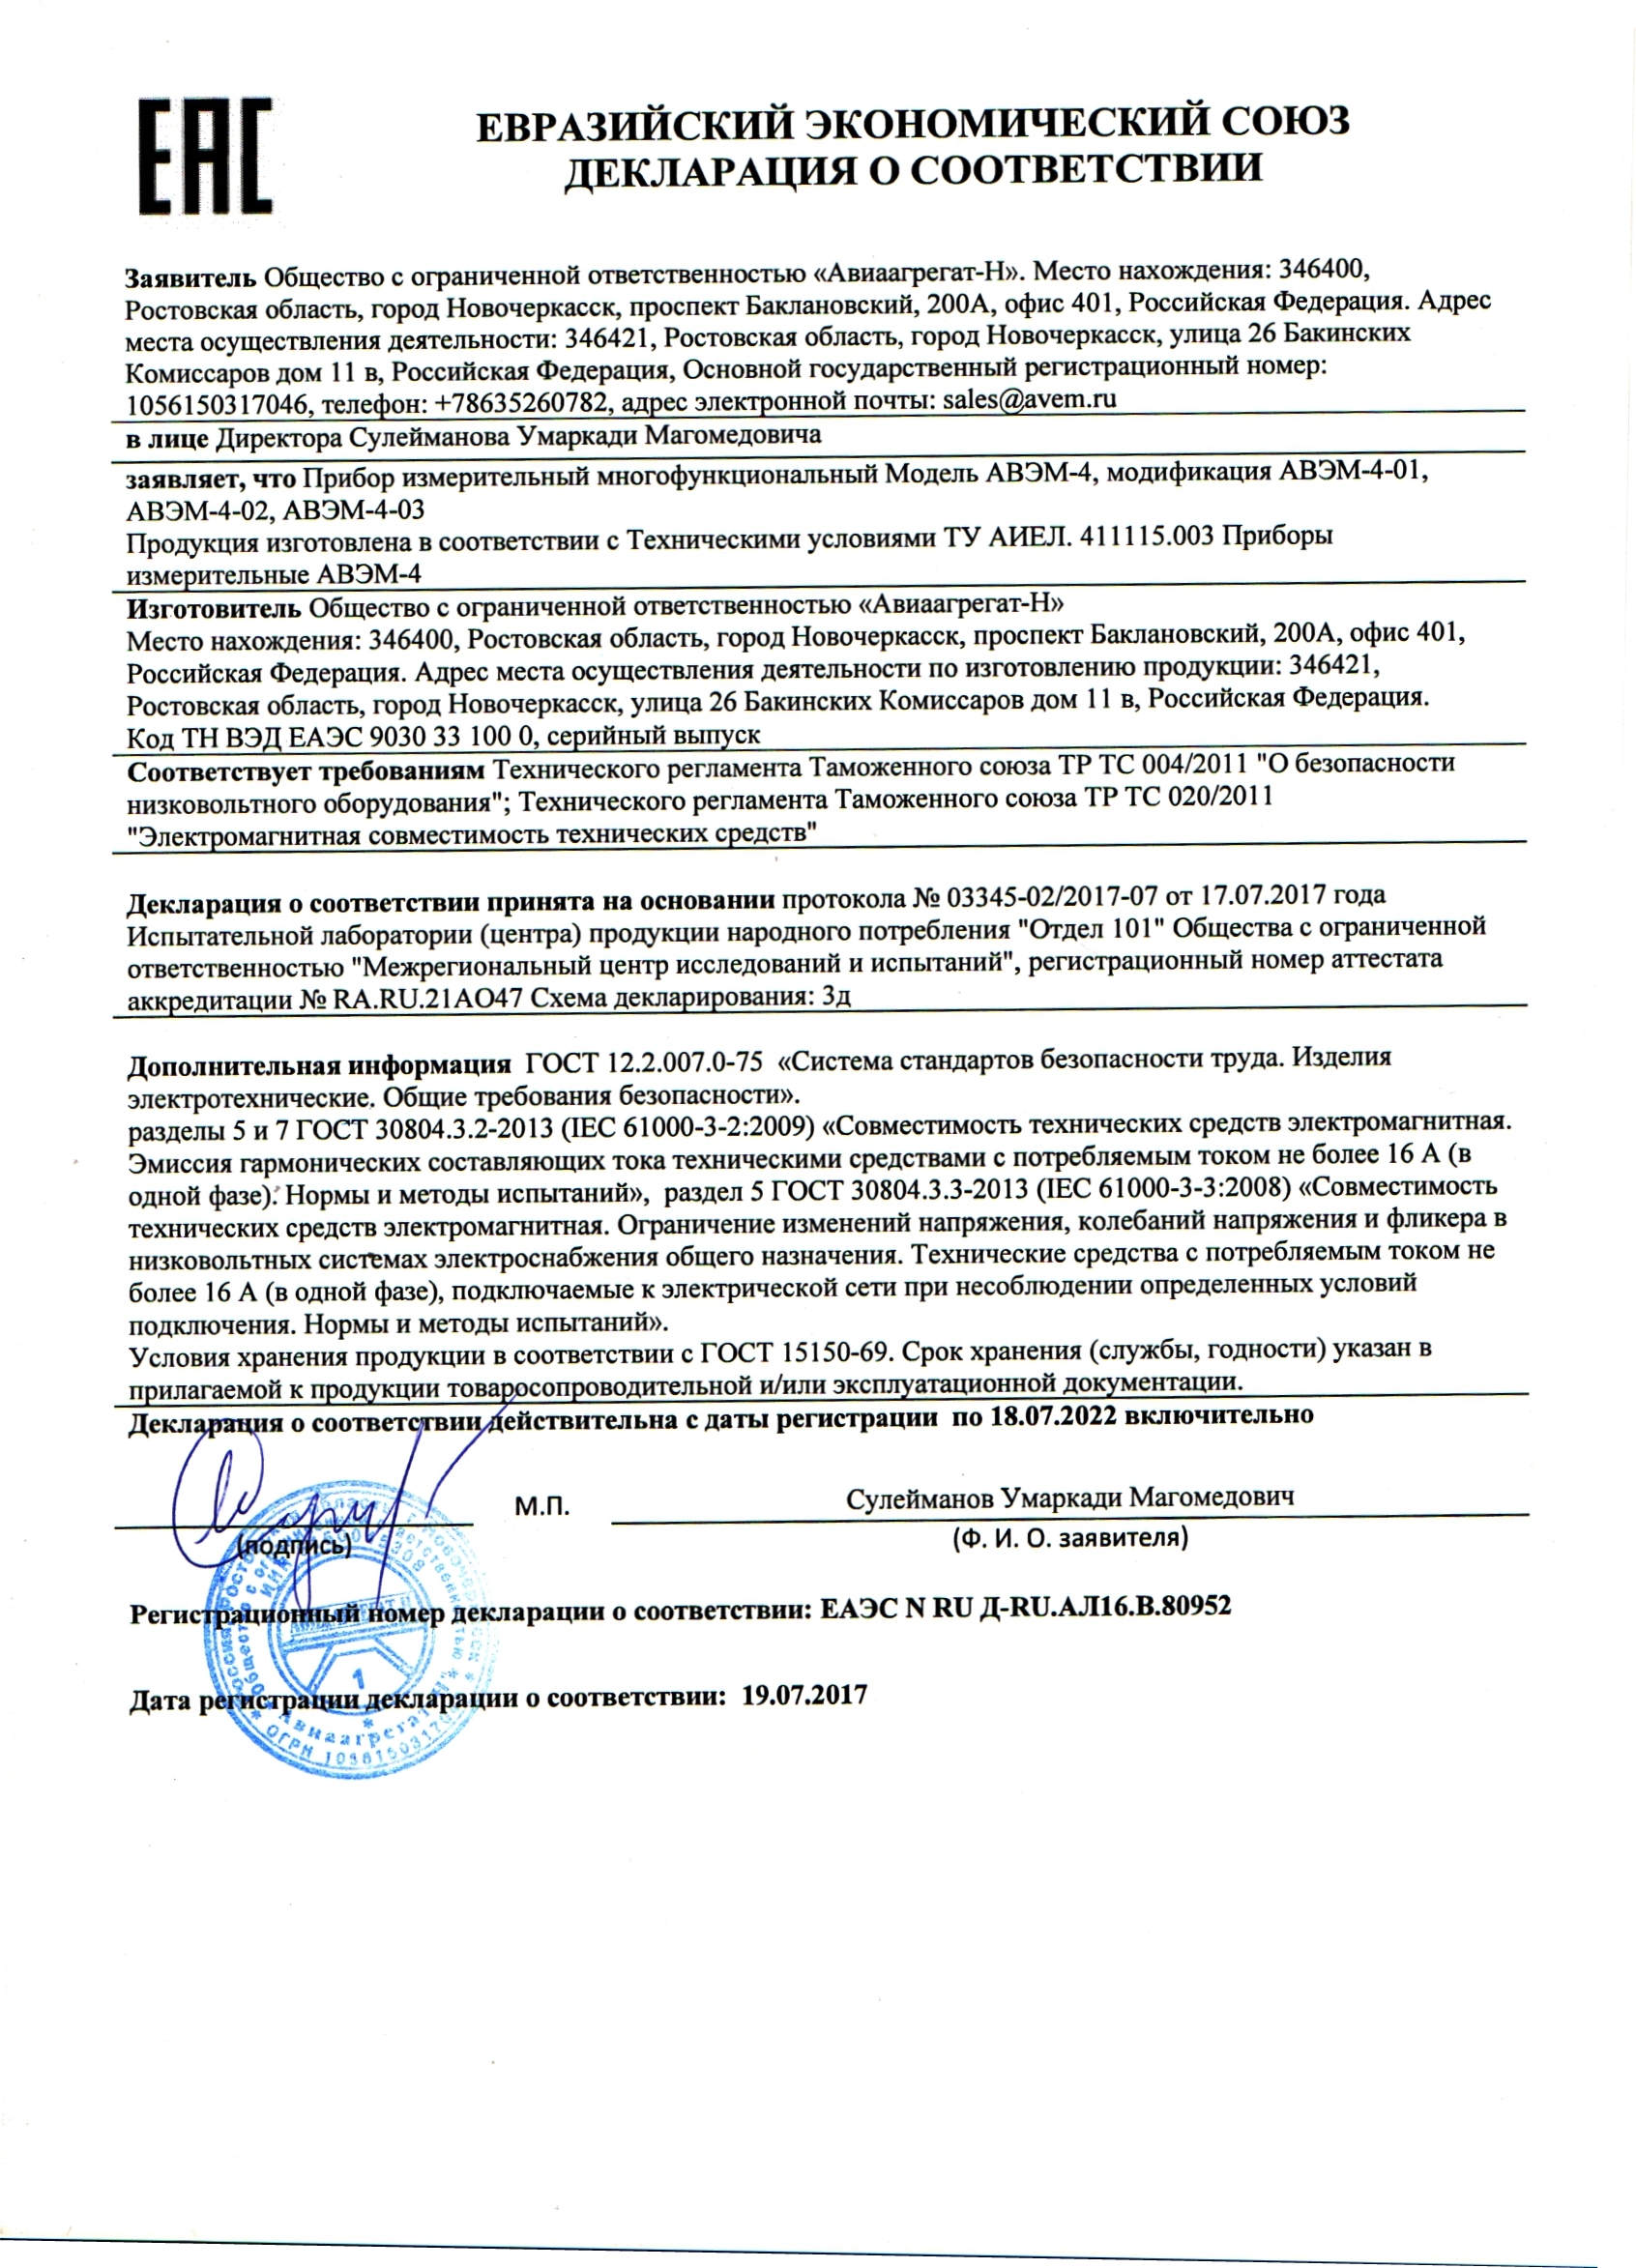 ЕАС
ЕВРАЗИЙСКИЙ ЭКОНОМИЧЕСКИЙ СОЮЗ
ДЕКЛАРАЦИЯ О СООТВЕТСТВИИ
Заявитель Общество с ограниченной ответственностью «Авиаагрегат-Н». Место нахождения: 346400,
Ростовская область, город Новочеркасск, проспект Баклановский, 200А, офис 401, Российская Федерация. Адрес
места осуществления деятельности: 346421, Ростовская область, город Новочеркасск, улица 26 Бакинских
Комиссаров дом 11 в, Российская Федерация, Основной государственный регистрационный номер:
1056150317046, телефон: +78635260782, адрес электронной почты: sales@avem.ru
в лице Директора Сулейманова Умаркади Магомедовича
заявляет, что Прибор измерительный многофункциональный Модель АВЭМ-4, модификация АВЭМ-4-01,
АВЭМ-4-02, АВЭМ-4-03
Продукция изготовлена в соответствии с Техническими условиями ТУ АИЕЛ. 411115.003 Приборы
измерительные АВЭМ-4
Изготовитель Общество с ограниченной ответственностью «Авиаагрегат-Н»
Место нахождения: 346400, Ростовская область, город Новочеркасск, проспект Баклановский, 200А, офис 401,
Российская Федерация. Адрес места осуществления деятельности по изготовлению продукции: 346421,
Ростовская область, город Новочеркасск, улица 26 Бакинских Комиссаров дом 11 в, Российская Федерация.
Код ТН ВЭД ЕАЭС 9030 33 100 0, серийный выпуск
Соответствует требованиям Технического регламента Таможенного союза ТР ТС 004/2011 "О безопасности
низковольтного оборудования"; Технического регламента Таможенного союза ТР ТС 020/2011
"Электромагнитная совместимость технических средств"
Декларация о соответствии принята на основании протокола № 03345-02/2017-07 от 17.07.2017 года
Испытательной лаборатории (центра) продукции народного потребления "Отдел 101" Общества с ограниченной
ответственностью "Межрегиональный центр исследований и испытаний", регистрационный номер аттестата
аккредитации № RA.RU.21АО47 Схема декларирования: 3д
Дополнительная информация ГОСТ 12.2.007.0-75 «Система стандартов безопасности труда. Изделия
электротехнические. Общие требования безопасности».
разделы 5 и 7 ГОСТ 30804.3.2-2013 (IEC 61000-3-2:2009) «Совместимость технических средств электромагнитная.
Эмиссия гармонических составляющих тока техническими средствами с потребляемым током не более 16 А (в
одной фазе). Нормы и методы испытаний», раздел 5 ГОСТ 30804.3.3-2013 (IEC 61000-3-3:2008) «Совместимость
технических средств электромагнитная. Ограничение изменений напряжения, колебаний напряжения и фликера в
низковольтных системах электроснабжения общего назначения. Технические средства с потребляемым током не
более 16 А (в одной фазе), подключаемые к электрической сети при несоблюдении определенных условий
подключения. Нормы и методы испытаний».
Условия хранения продукции в соответствии с ГОСТ 15150-69. Срок хранения (службы, годности) указан в
прилагаемой к продукции товаросопроводительной и/или эксплуатационной документации.
Декларация о соответствии действительна с даты регистрации по 18.07.2022 включительно
М.П.
Сулейманов Умаркади Магомедович
(подпись)
(Ф. И. О. заявителя)
Регистрационный номер декларации о соответствии: ЕАЭС N RU Д-RU.АЛ16.В.80952
1
Дата регистрации декларации о соответствии: 19.07.2017